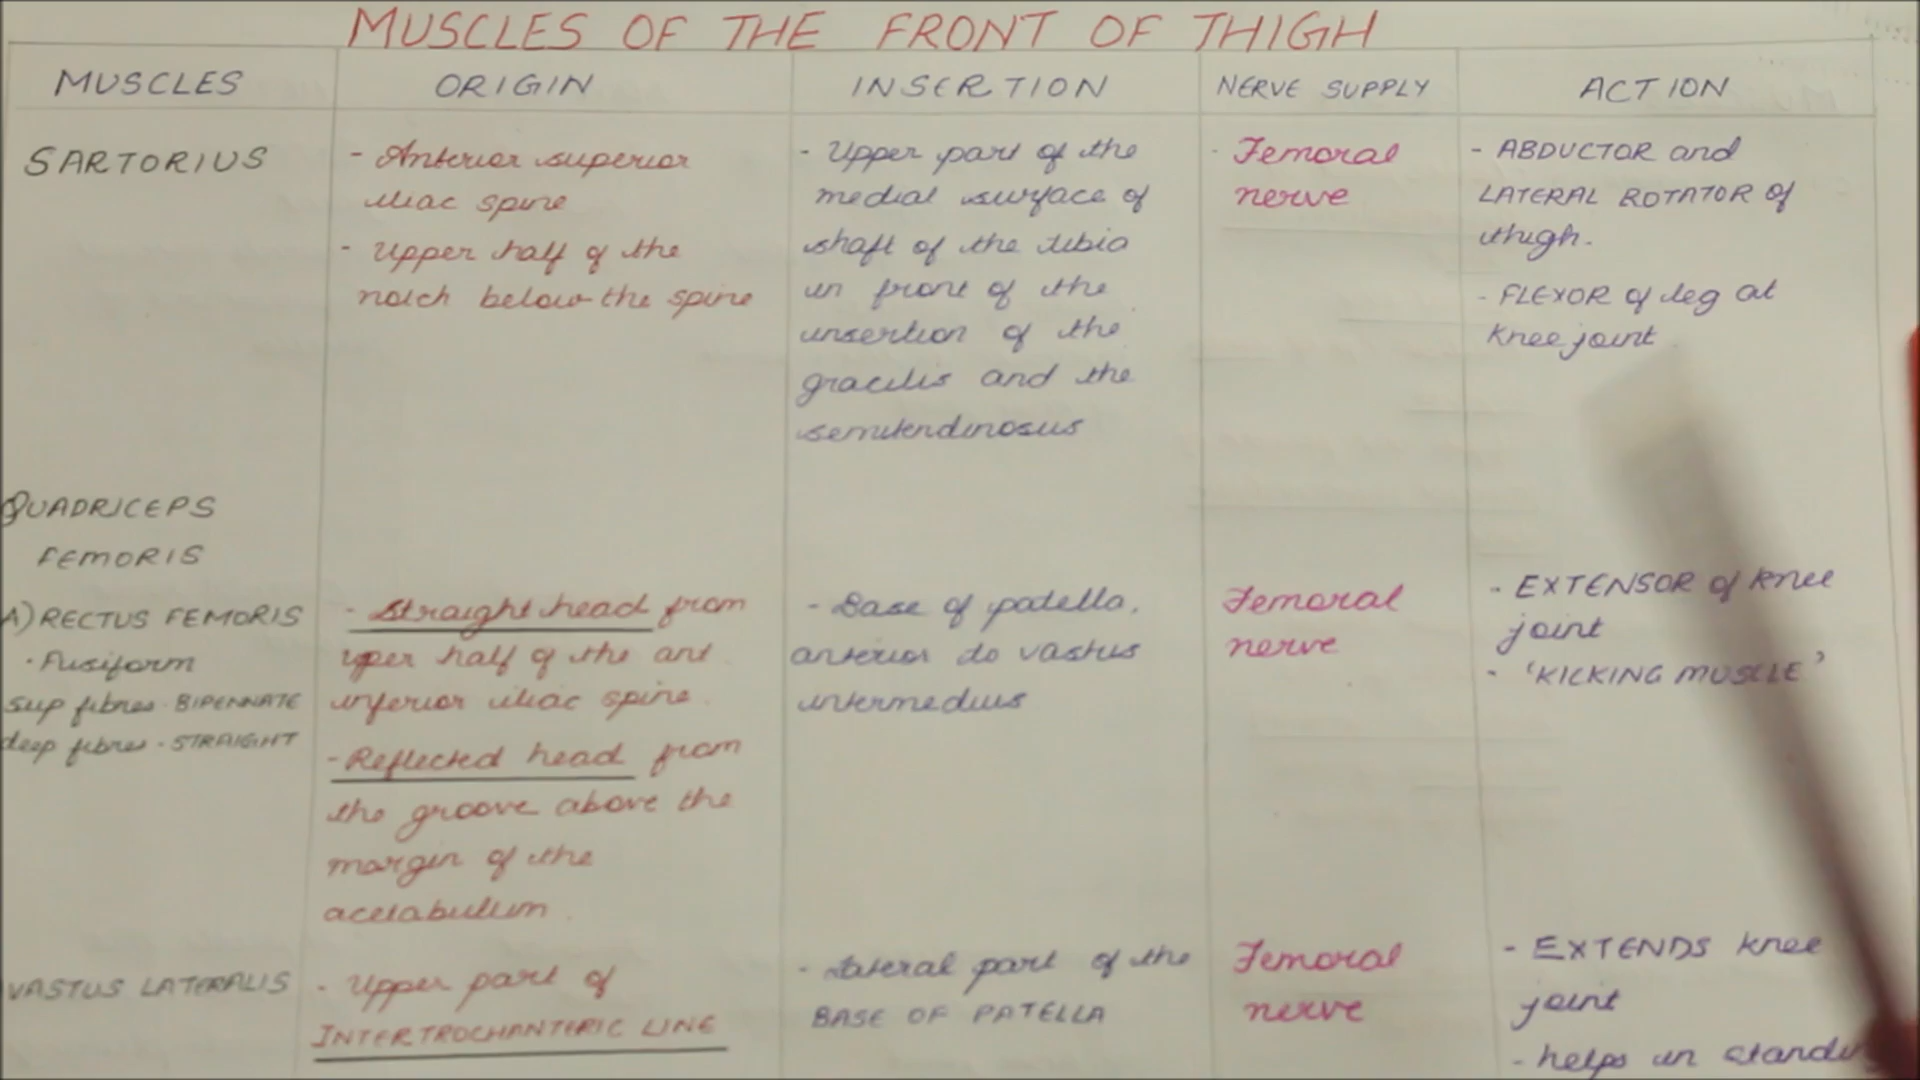 MUSCLES OF THE FRONT OF THIGH
MUSCLES
ORIGIN
INSERTION
NERVE SUPPLY
ACTION
SARTORIUS
- Anterior superior
iliac spine
- Upper half of the
notch below the spine
- Upper part of the
medial surface of
shaft of the tibia
in front of the
insertion of the
gracilis and the
semitendinosus
- Femoral
nerve
- ABDUCTOR and
LATERAL ROTATOR of
thigh.
- FLEXOR of leg at
knee joint
QUADRICEPS
FEMORIS
A) RECTUS FEMORIS
· Fusiform
sup fibres - BIPENNATE
deep fibres - STRAIGHT
- Straight head from
upper half of the ant
inferior iliac spine.
- Reflected head from
the groove above the
margin of the
acetabulum
- Base of patella,
anterior to vastus
intermedius
Femoral
nerve
- EXTENSOR of knee
joint
- 'KICKING MUSCLE'
VASTUS LATERALIS
- Upper part of
INTERTROCHANTERIC LINE
- Lateral part of the
BASE OF PATELLA
Femoral
nerve
- EXTENDS knee
joint
- helps in